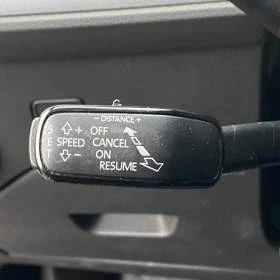 - DISTANCE +
S + OFF
E SPEED CANCEL
T - ON
RESUME